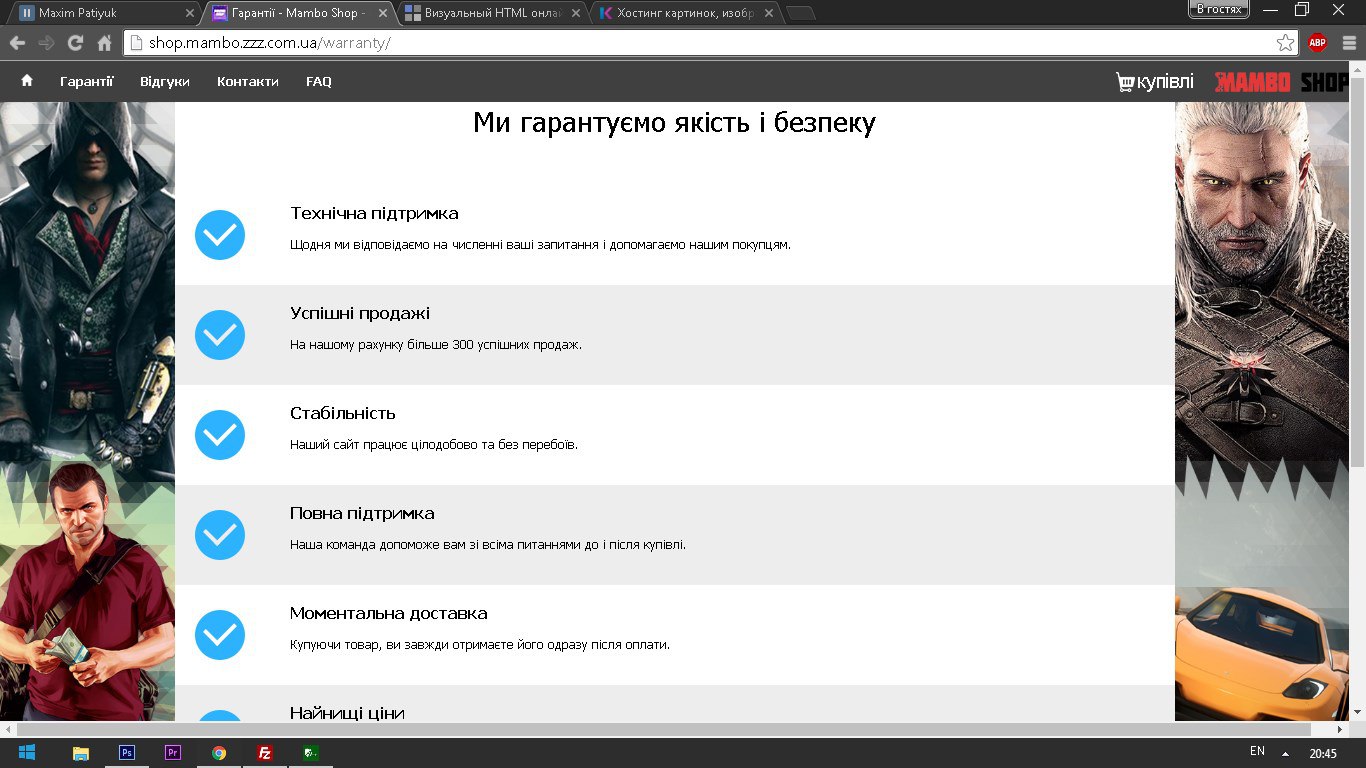 Maxim Patiyuk
Гарантії - Mambo Shop -
Визуальный HTML онла
Хостинг картинок, изобр
В гостях
shop.mambo.zzz.com.ua/warranty/
ABP
Гарантії Відгуки Контакти FAQ
купівлі MAMBO SHOP
Ми гарантуємо якість і безпеку
Технічна підтримка
Щодня ми відповідаємо на численні ваші запитання і допомагаємо нашим покупцям.
Успішні продажі
На нашому рахунку більше 300 успішних продаж.
Стабільність
Наший сайт працює цілодобово та без перебоїв.
Повна підтримка
Наша команда допоможе вам зі всіма питаннями до і після купівлі.
Моментальна доставка
Купуючи товар, ви завжди отримаєте його одразу після оплати.
Найнищі ціни
Ps
Pr
FZ
EN
20:45